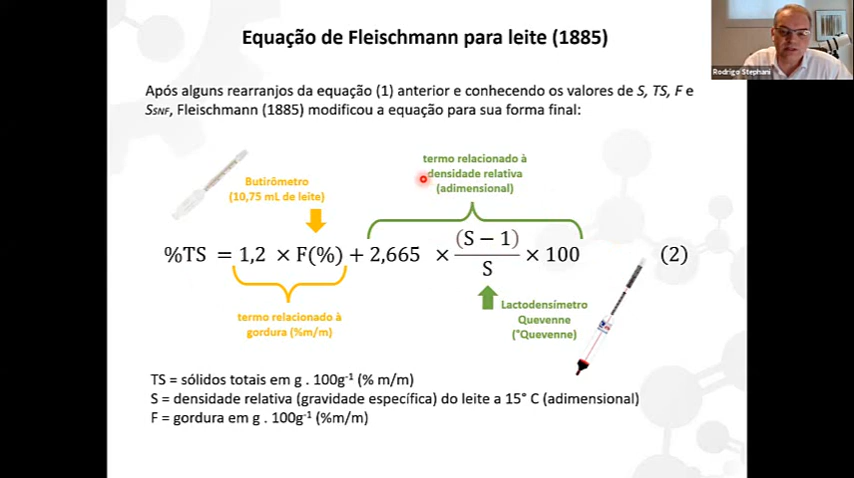 Equação de Fleischmann para leite (1885)
Rodrigo Stephani
Após alguns rearranjos da equação (1) anterior e conhecendo os valores de S, TS, F e
SSNF, Fleischmann (1885) modificou a equação para sua forma final:
termo relacionado à
densidade relativa
(adimensional)
Butirômetro
(10,75 mL de leite)
%TS = 1,2 × F(%) + 2,665 × (S − 1)/S × 100 (2)
termo relacionado à
gordura (%m/m)
Lactodensímetro
Quevenne
(°Quevenne)
TS = sólidos totais em g . 100g⁻¹ (% m/m)
S = densidade relativa (gravidade específica) do leite a 15° C (adimensional)
F = gordura em g . 100g⁻¹ (%m/m)